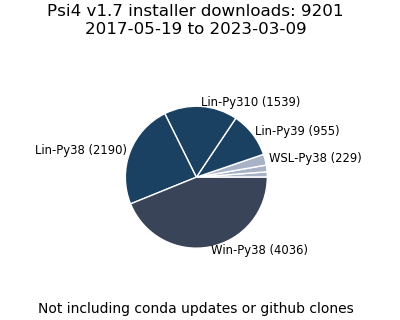 Psi4 v1.7 installer downloads: 9201
2017-05-19 to 2023-03-09
Lin-Py310 (1539)
Lin-Py39 (955)
Lin-Py38 (2190)
WSL-Py38 (229)
Win-Py38 (4036)
Not including conda updates or github clones